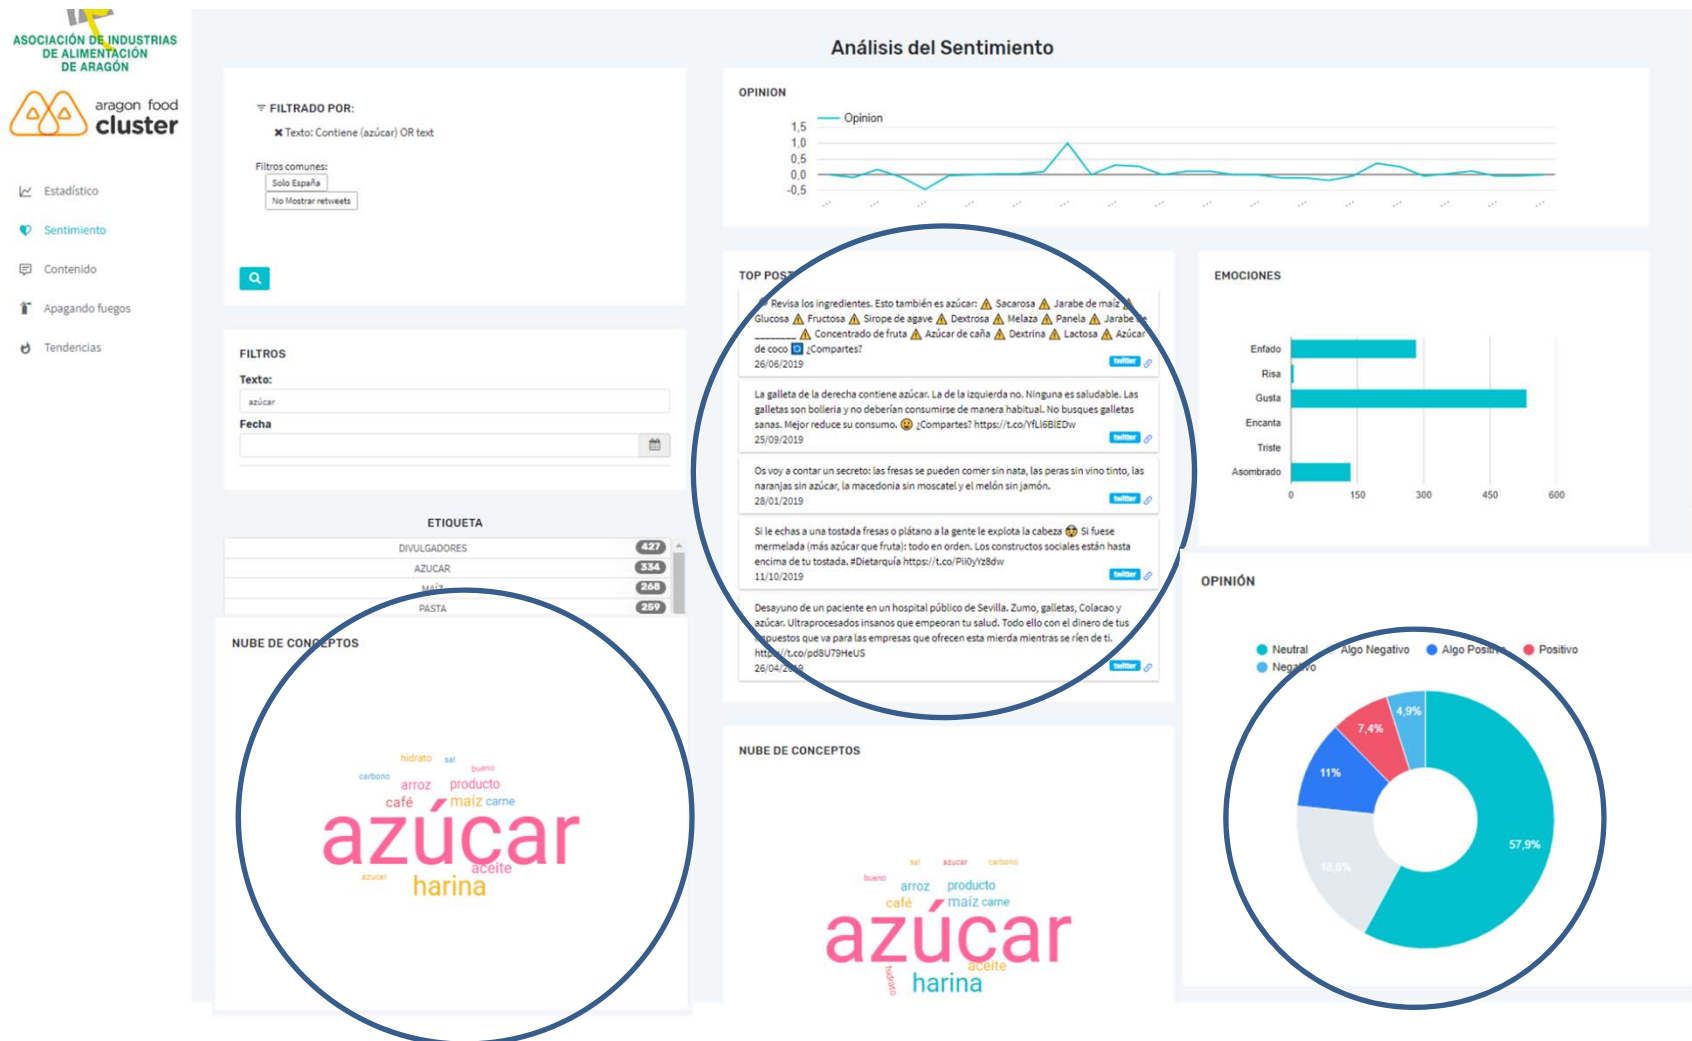 ASOCIACIÓN DE INDUSTRIAS
DE ALIMENTACIÓN
DE ARAGÓN
aragon food
cluster
Estadístico
Sentimiento
Contenido
Apagando fuegos
Tendencias
Análisis del Sentimiento
FILTRADO POR:
✖ Texto: Contiene (azúcar) OR text
Filtros comunes:
Solo España
No Mostrar retweets
FILTROS
Texto:
azúcar
Fecha
ETIQUETA
DIVULGADORES 427
AZUCAR 334
MAÍZ 268
PASTA 259
NUBE DE CONCEPTOS
hidrato sal
carbono bueno
arroz producto
café maíz carne
azúcar
aceite
azucar harina
OPINION
Opinion
1,5
1,0
0,5
0,0
-0,5
TOP POST
Revisa los ingredientes. Esto también es azúcar: ⚠ Sacarosa ⚠ Jarabe de maíz ⚠
Glucosa ⚠ Fructosa ⚠ Sirope de agave ⚠ Dextrosa ⚠ Melaza ⚠ Panela ⚠ Jarabe de
________ ⚠ Concentrado de fruta ⚠ Azúcar de caña ⚠ Dextrina ⚠ Lactosa ⚠ Azúcar
de coco ¿Compartes?
26/06/2019 twitter
La galleta de la derecha contiene azúcar. La de la izquierda no. Ninguna es saludable. Las
galletas son bolleria y no deberían consumirse de manera habitual. No busques galletas
sanas. Mejor reduce su consumo. ¿Compartes? https://t.co/YfLl6BlEDw
25/09/2019 twitter
Os voy a contar un secreto: las fresas se pueden comer sin nata, las peras sin vino tinto, las
naranjas sin azúcar, la macedonia sin moscatel y el melón sin jamón.
28/01/2019 twitter
Si le echas a una tostada fresas o plátano a la gente le explota la cabeza Si fuese
mermelada (más azúcar que fruta): todo en orden. Los constructos sociales están hasta
encima de tu tostada. #Dietarquía https://t.co/Pii0yYz8dw
11/10/2019 twitter
Desayuno de un paciente en un hospital público de Sevilla. Zumo, galletas, Colacao y
azúcar. Ultraprocesados insanos que empeoran tu salud. Todo ello con el dinero de tus
impuestos que va para las empresas que ofrecen esta mierda mientras se ríen de ti.
https://t.co/pd8U79HeUS
26/04/2019 twitter
NUBE DE CONCEPTOS
sal azucar carbono
bueno
arroz producto
café maíz carne
azúcar
aceite
hidrato harina
EMOCIONES
Enfado
Risa
Gusta
Encanta
Triste
Asombrado
0 150 300 450 600
OPINIÓN
Neutral Algo Negativo Algo Positivo Positivo
Negativo
4,9%
7,4%
11%
57,9%